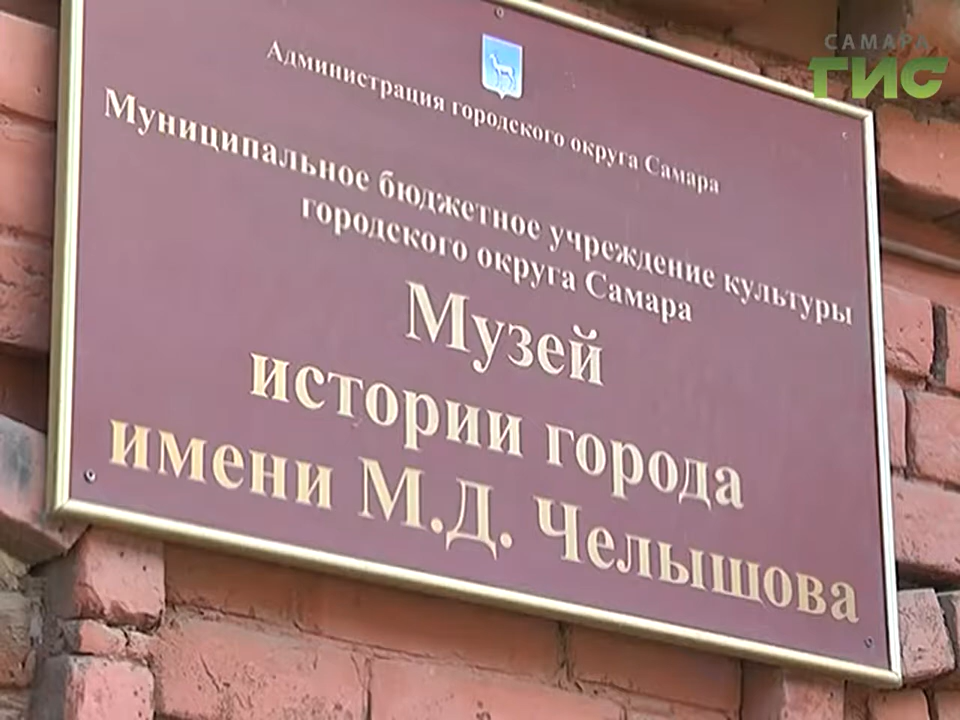 САМАРА
ГИС
Администрация городского округа Самара
Муниципальное бюджетное учреждение культуры
городского округа Самара
Музей
истории города
имени М.Д. Челышова